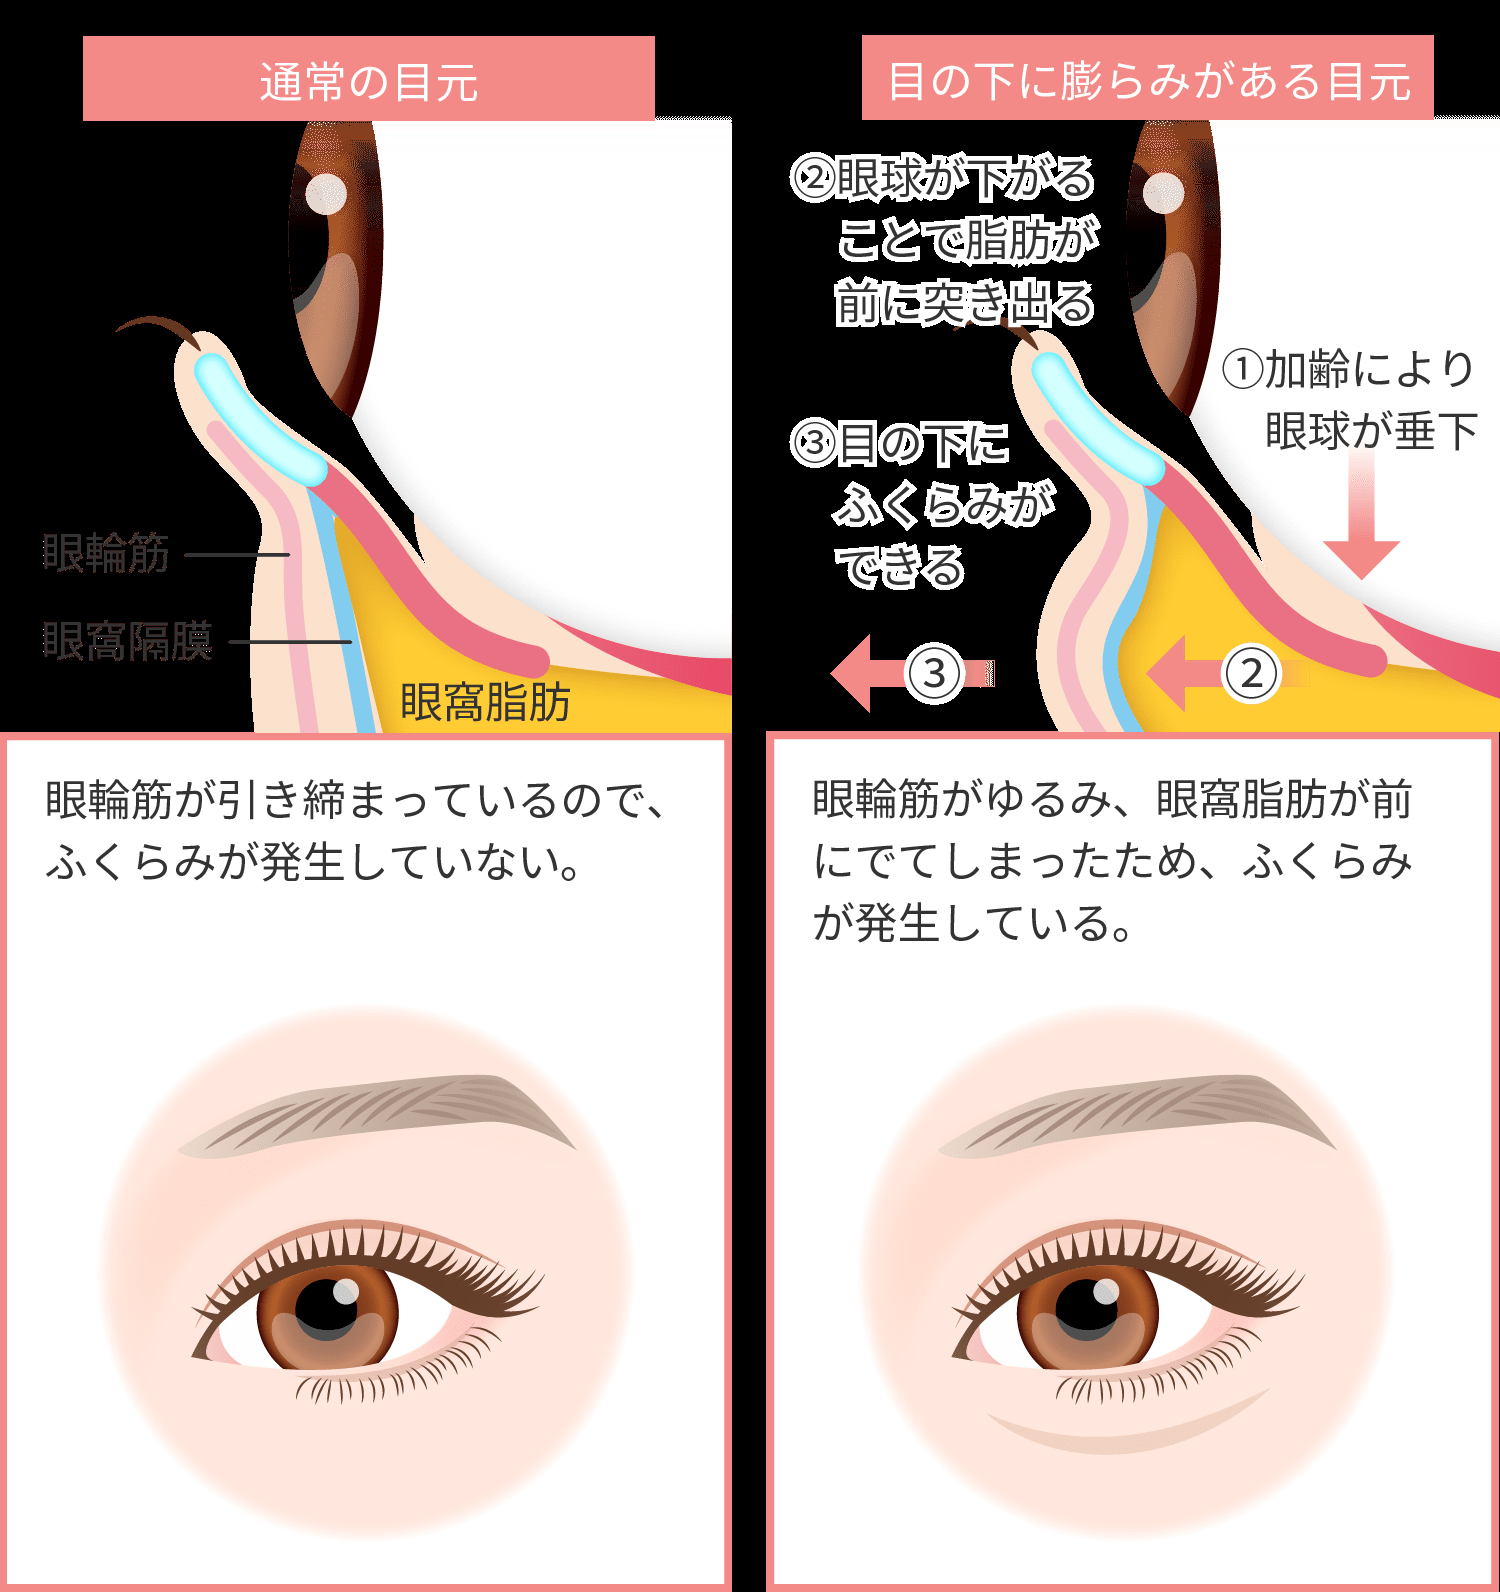 通常の目元
眼輪筋
眼窩隔膜
眼窩脂肪
眼輪筋が引き締まっているので、
ふくらみが発生していない。
目の下に膨らみがある目元
①加齢により
眼球が垂下
②眼球が下がる
ことで脂肪が
前に突き出る
③目の下に
ふくらみが
できる
③
②
眼輪筋がゆるみ、眼窩脂肪が前
にでてしまったため、ふくらみ
が発生している。